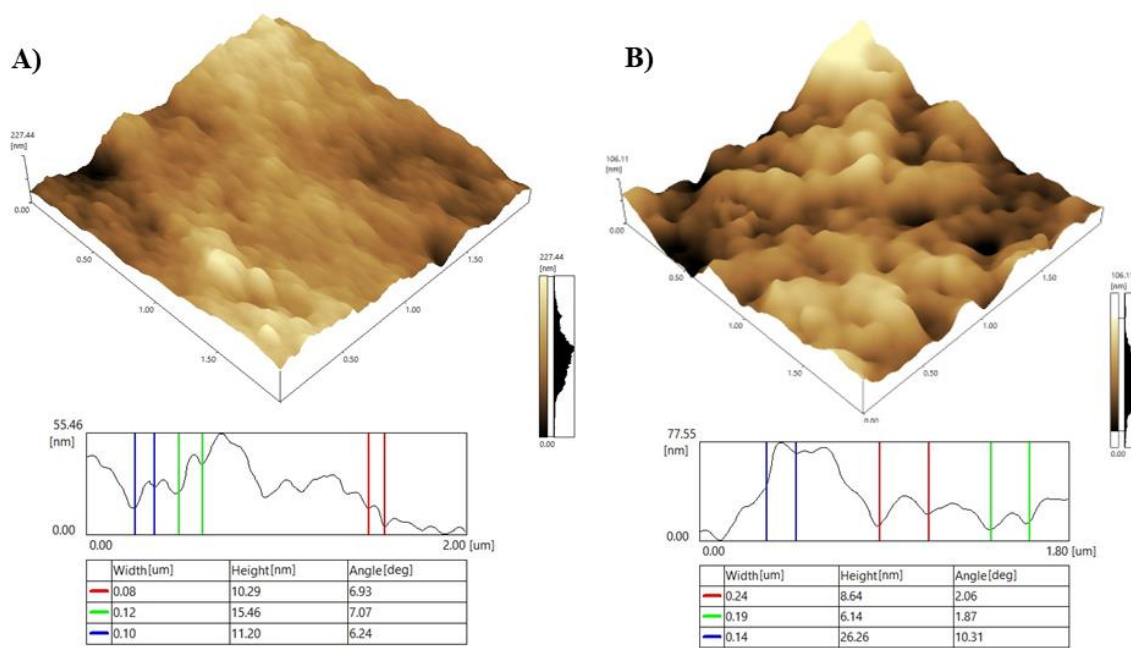 A)
227.44
[nm]
0.00
0.50
1.00
1.50
0.50
1.00
1.50
227.44
[nm]
0.00
55.46
[nm]
0.00
0.00 2.00 [um]
Width[um] Height[nm] Angle[deg]
0.08 10.29 6.93
0.12 15.46 7.07
0.10 11.20 6.24
B)
106.11
[nm]
0.00
0.50
1.00
1.50
0.00
0.50
1.00
1.50
106.11
[nm]
0.00
77.55
[nm]
0.00
0.00 1.80 [um]
Width[um] Height[nm] Angle[deg]
0.24 8.64 2.06
0.19 6.14 1.87
0.14 26.26 10.31